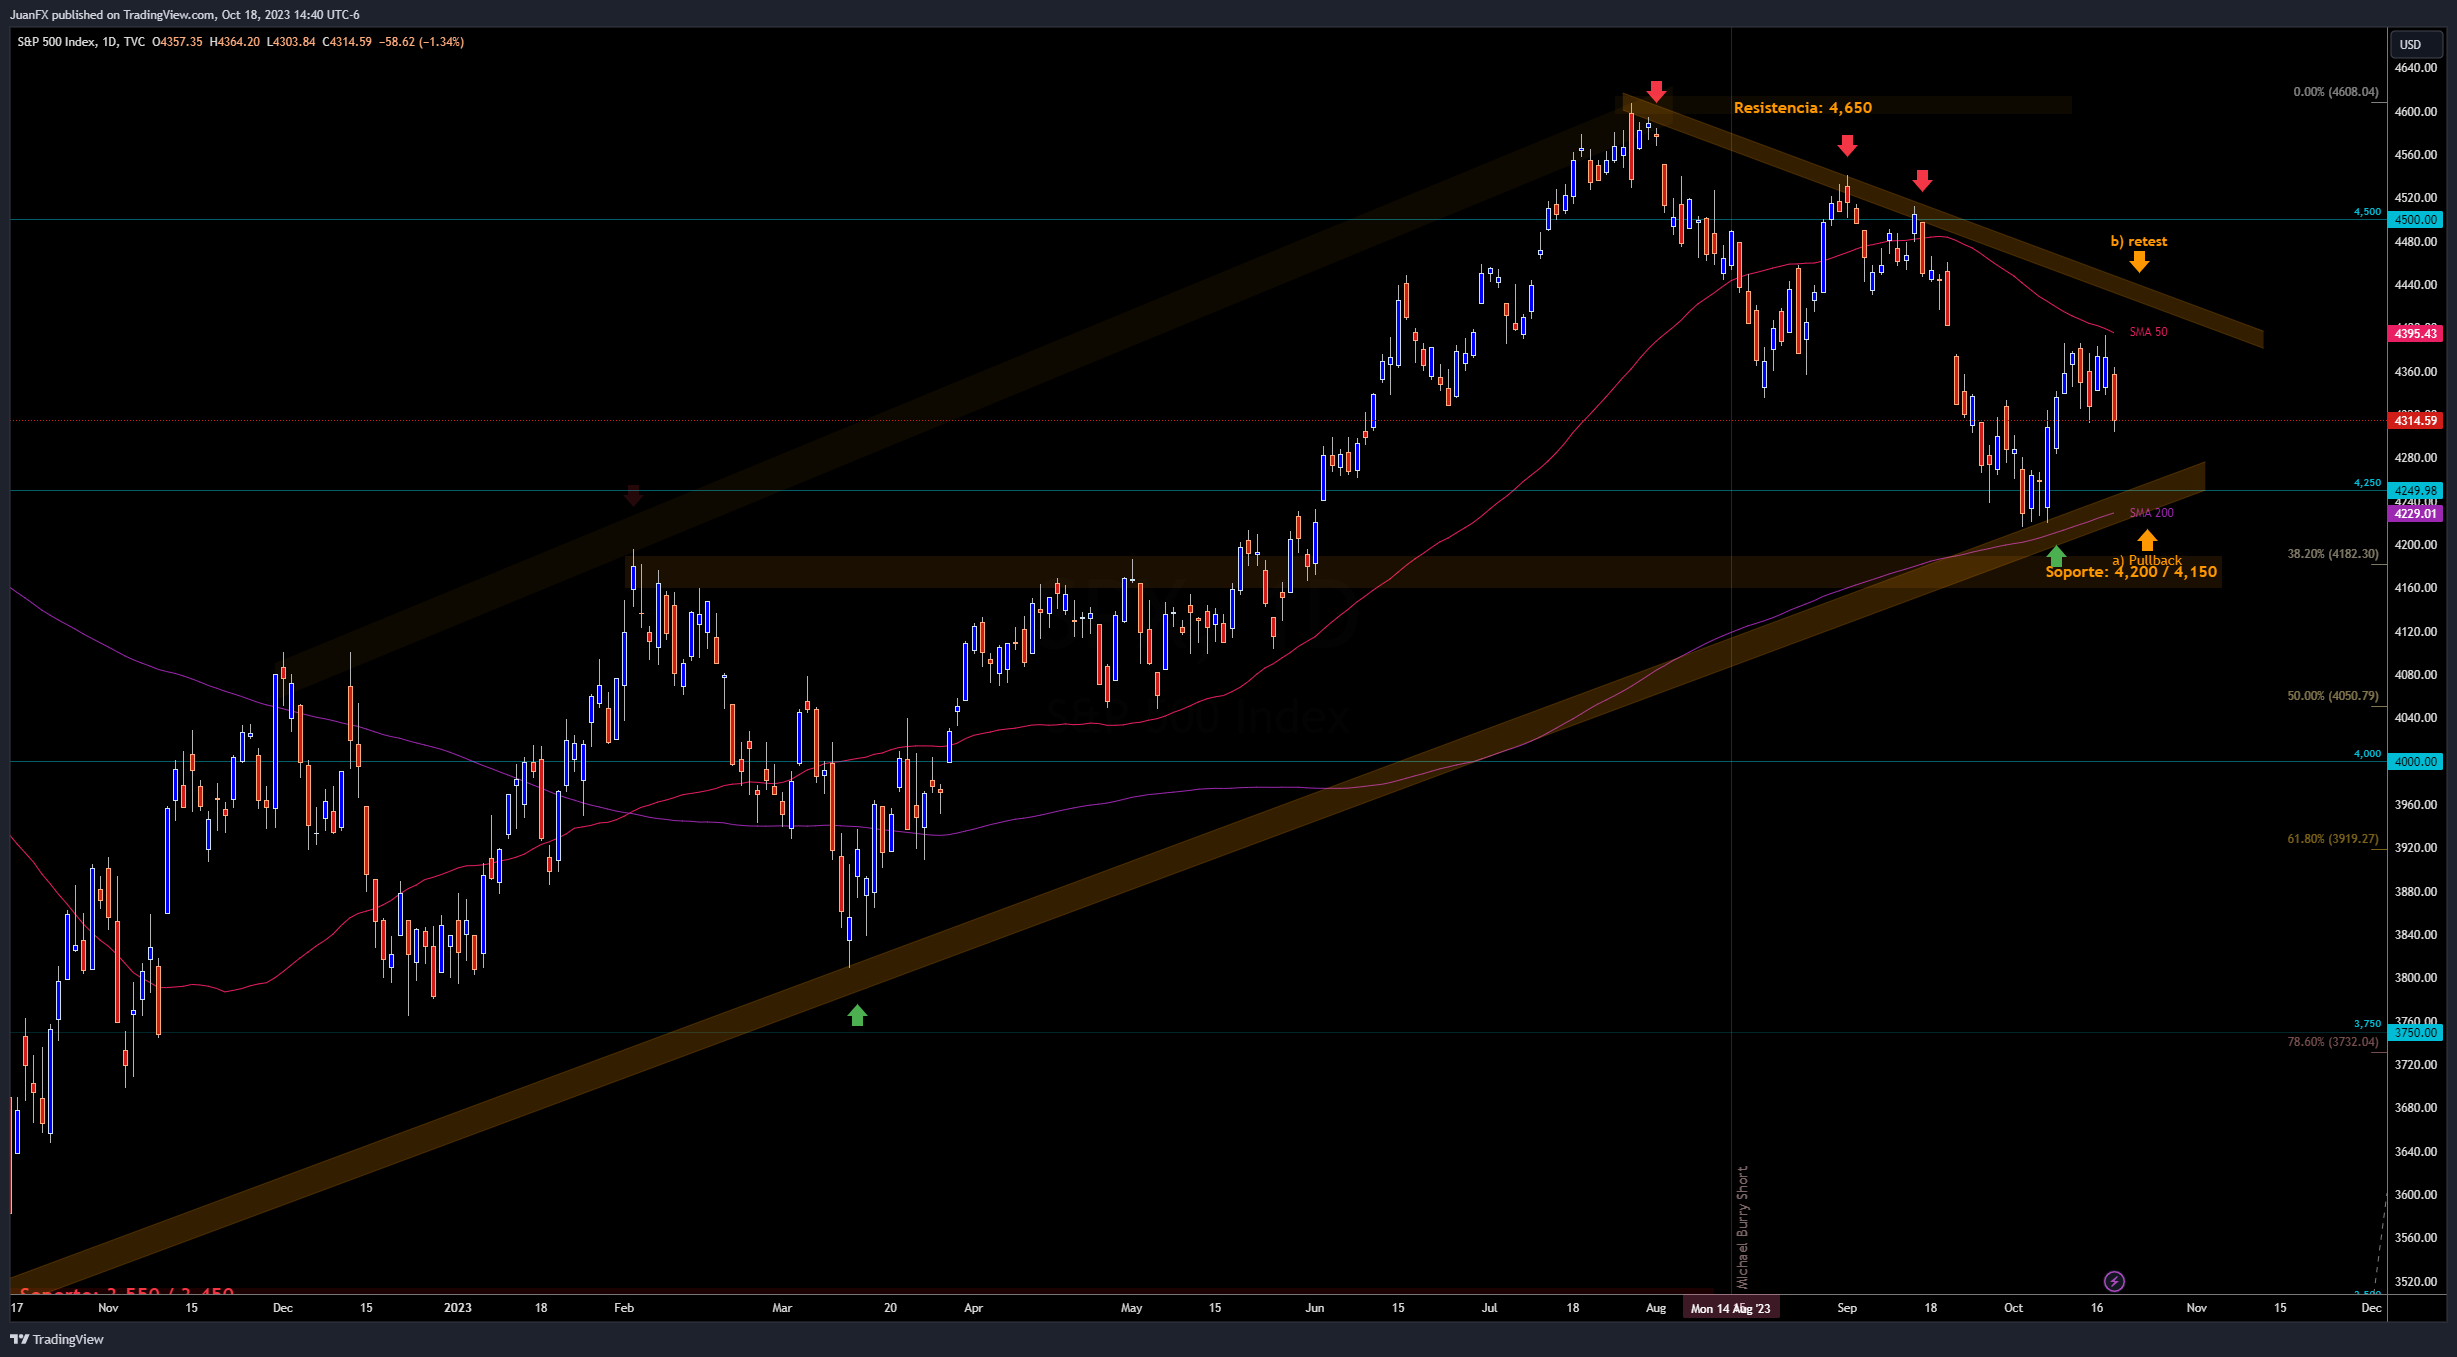 JuanFX published on TradingView.com, Oct 18, 2023 14:40 UTC-6
S&P 500 Index, 1D, TVC O4357.35 H4364.20 L4303.84 C4314.59 −58.62 (−1.34%)
USD
4640.00
0.00% (4608.04)
Resistencia: 4,650
4600.00
4560.00
4520.00
4,500
4500.00
b) retest
4480.00
4440.00
SMA 50
4395.43
4360.00
4314.59
4280.00
4,250
4249.98
SMA 200
4229.01
4200.00
38.20% (4182.30)
a) Pullback
Soporte: 4,200 / 4,150
4160.00
4120.00
4080.00
50.00% (4050.79)
4040.00
S&P 500 Index
4,000
4000.00
3960.00
61.80% (3919.27)
3920.00
3880.00
3840.00
3800.00
3760.00
3,750
3750.00
78.60% (3732.04)
3720.00
3680.00
3640.00
3600.00
3560.00
3520.00
Michael Burry Short
Soporte: 3,550 / 3,450
17 Nov 15 Dec 15 2023 18 Feb Mar 20 Apr May 15 Jun 15 Jul 18 Aug Mon 14 Aug '23 Sep 18 Oct 16 Nov 15 Dec
TradingView